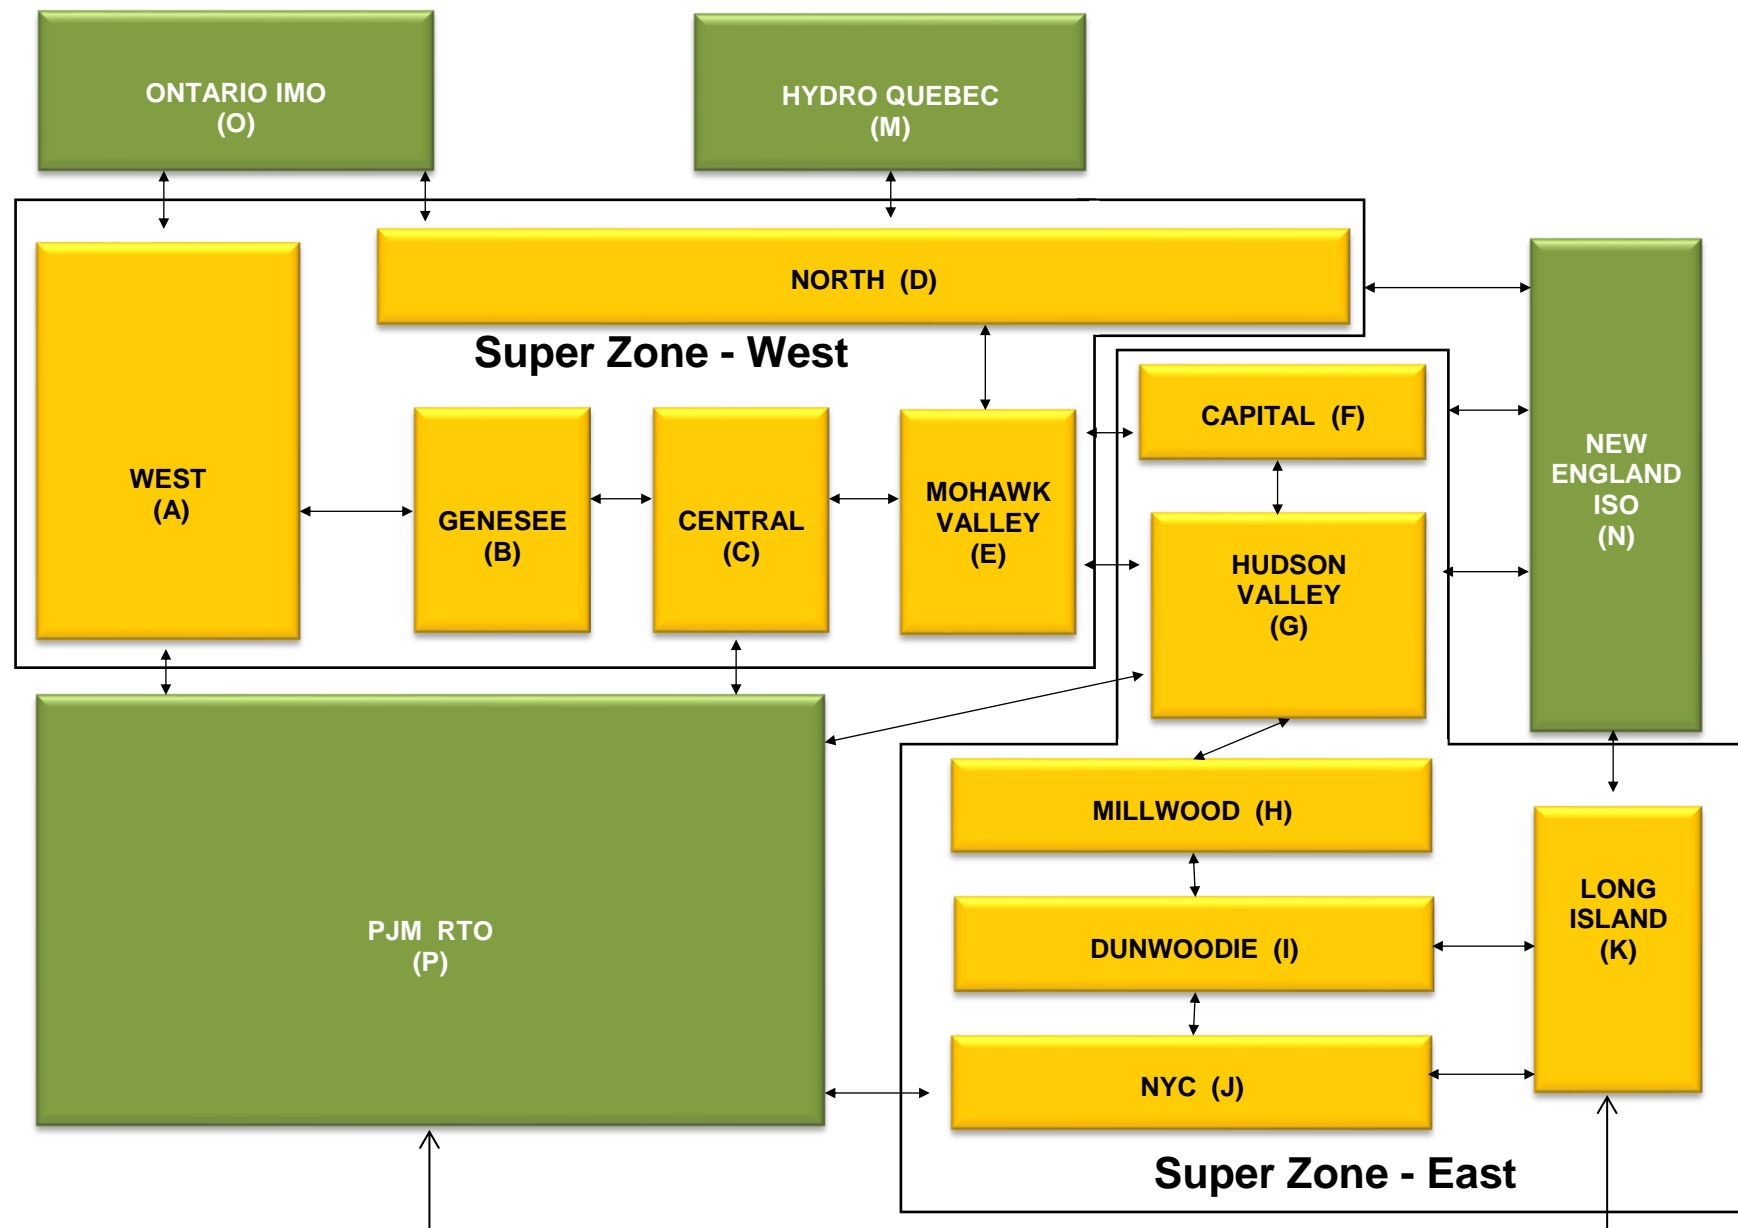 ONTARIO IMO
(O)
HYDRO QUEBEC
(M)
NORTH (D)
Super Zone - West
WEST
(A)
GENESEE
(B)
CENTRAL
(C)
MOHAWK
VALLEY
(E)
CAPITAL (F)
HUDSON
VALLEY
(G)
NEW
ENGLAND
ISO
(N)
PJM RTO
(P)
MILLWOOD (H)
DUNWOODIE (I)
NYC (J)
LONG
ISLAND
(K)
Super Zone - East